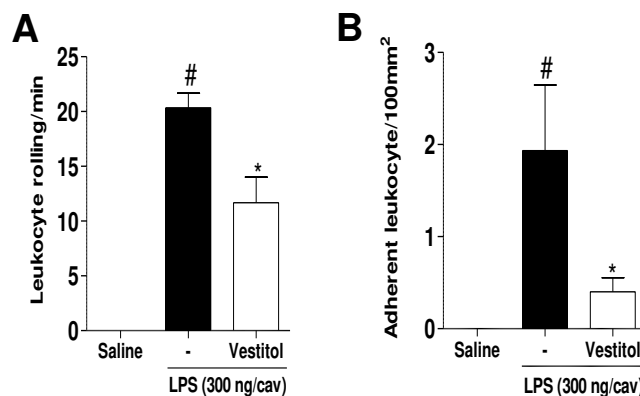 A
Leukocyte rolling/min
25
20
15
10
5
0
#
*
Saline
-
Vestitol
LPS (300 ng/cav)
B
Adherent leukocyte/100mm²
3
2
1
0
#
*
Saline
-
Vestitol
LPS (300 ng/cav)